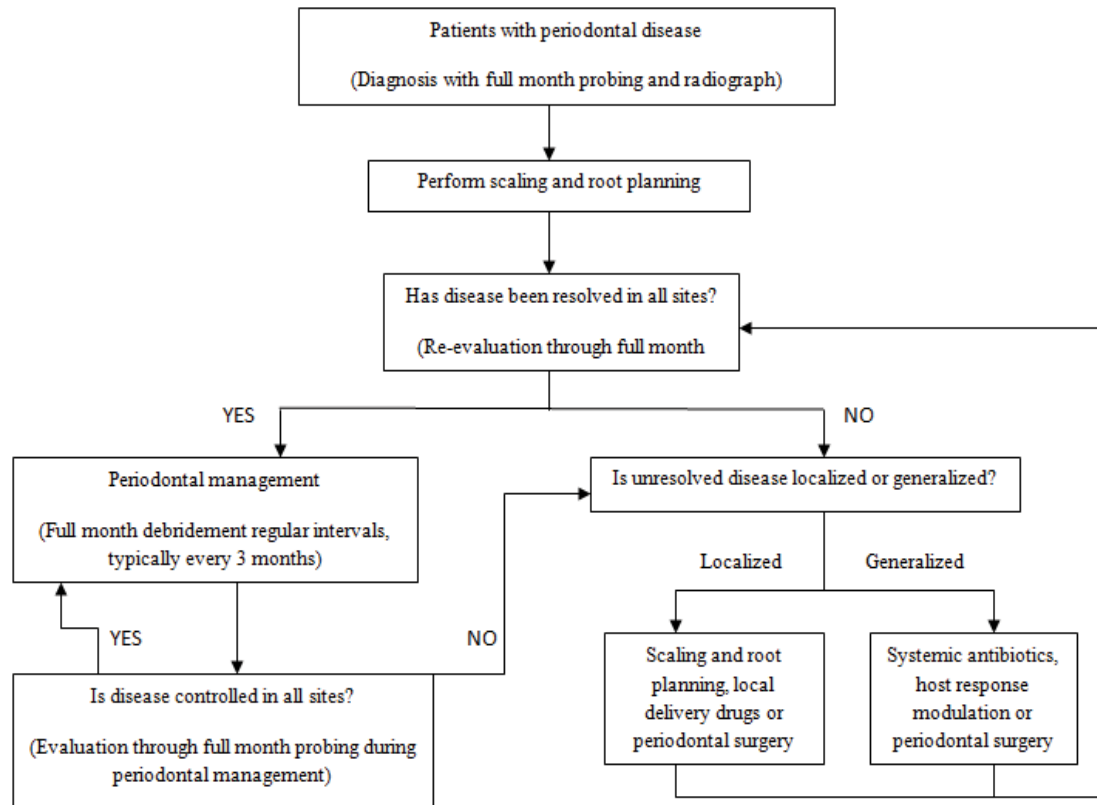 Patients with periodontal disease
(Diagnosis with full month probing and radiograph)
Perform scaling and root planning
Has disease been resolved in all sites?
(Re-evaluation through full month
YES
NO
Periodontal management
(Full month debridement regular intervals,
typically every 3 months)
Is unresolved disease localized or generalized?
Localized
Generalized
YES
NO
Scaling and root
planning, local
delivery drugs or
periodontal surgery
Systemic antibiotics,
host response
modulation or
periodontal surgery
Is disease controlled in all sites?
(Evaluation through full month probing during
periodontal management)